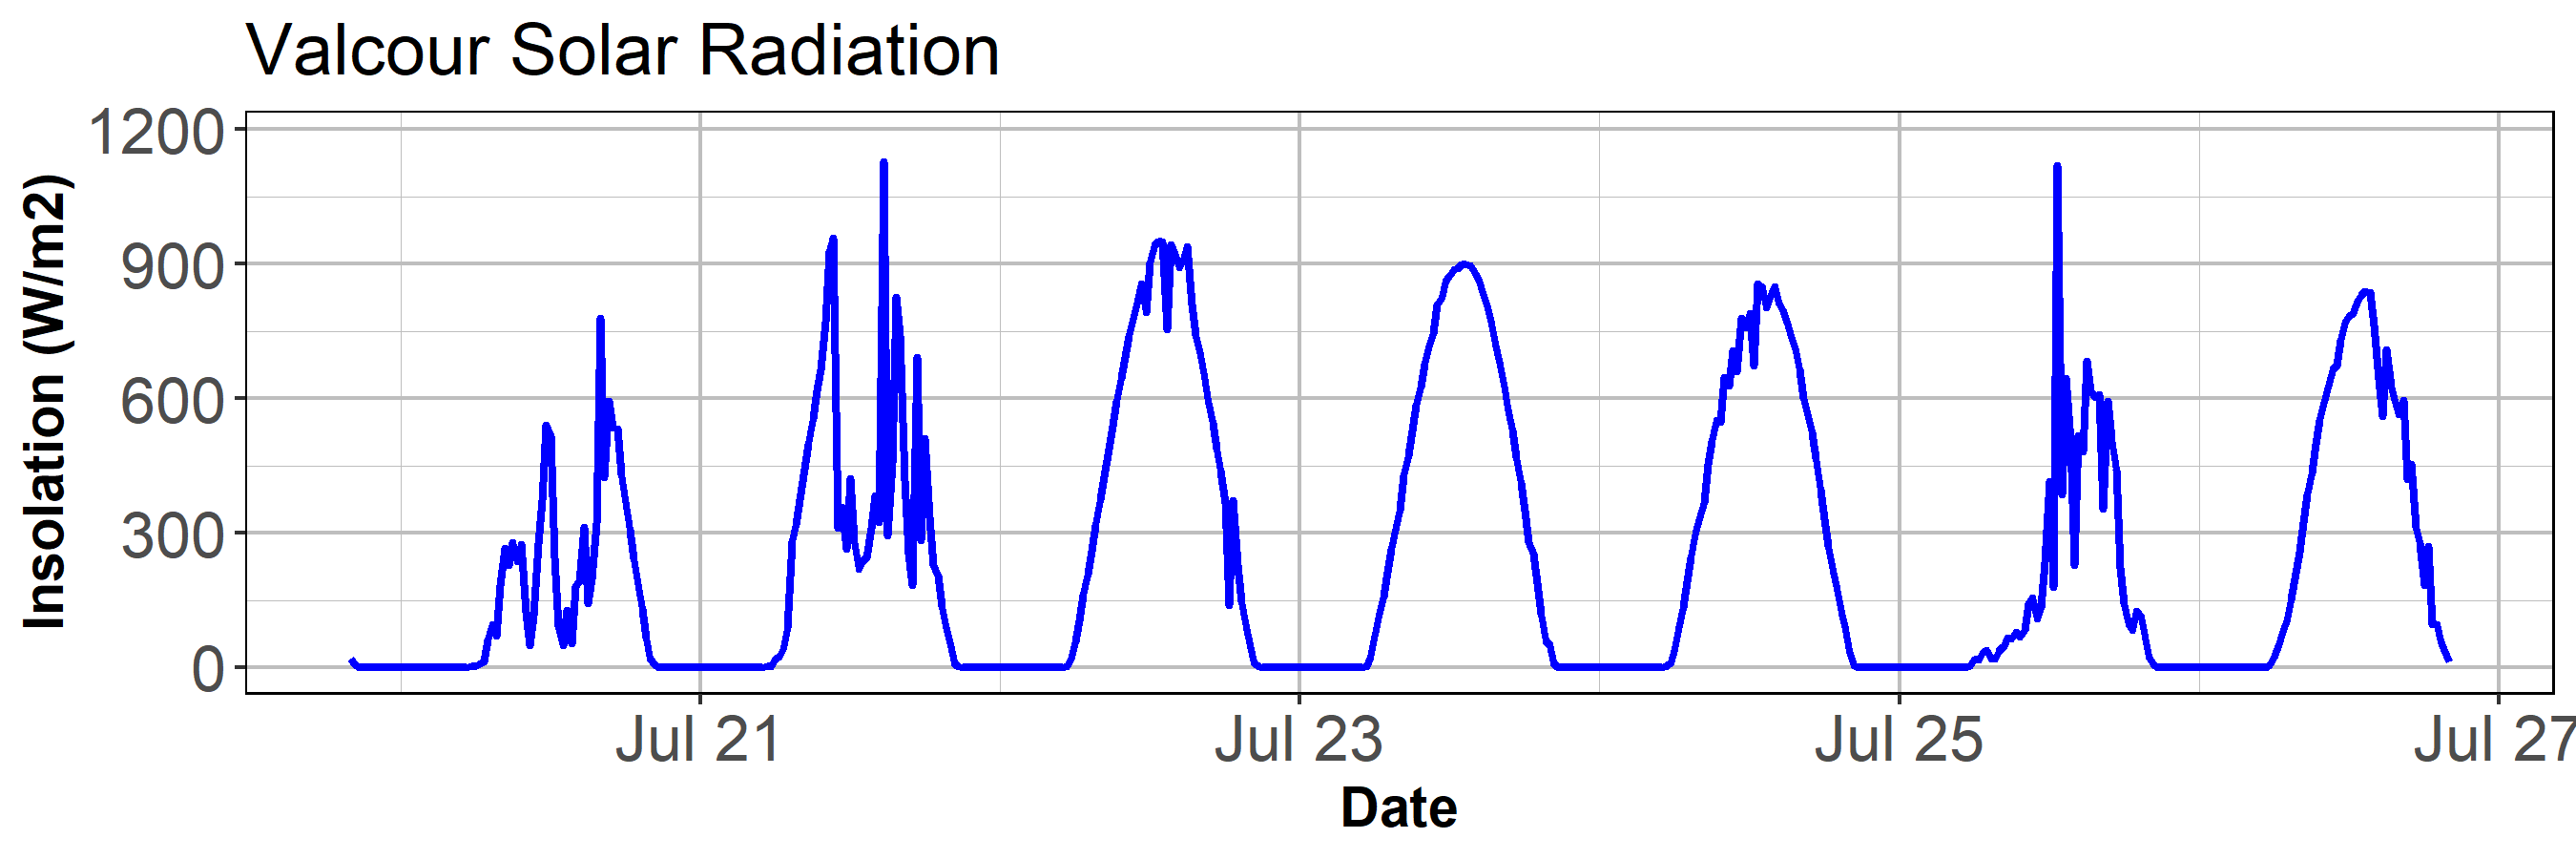 Valcour Solar Radiation
1200
900
600
300
0
Insolation (W/m2)
Jul 21
Jul 23
Jul 25
Jul 27
Date